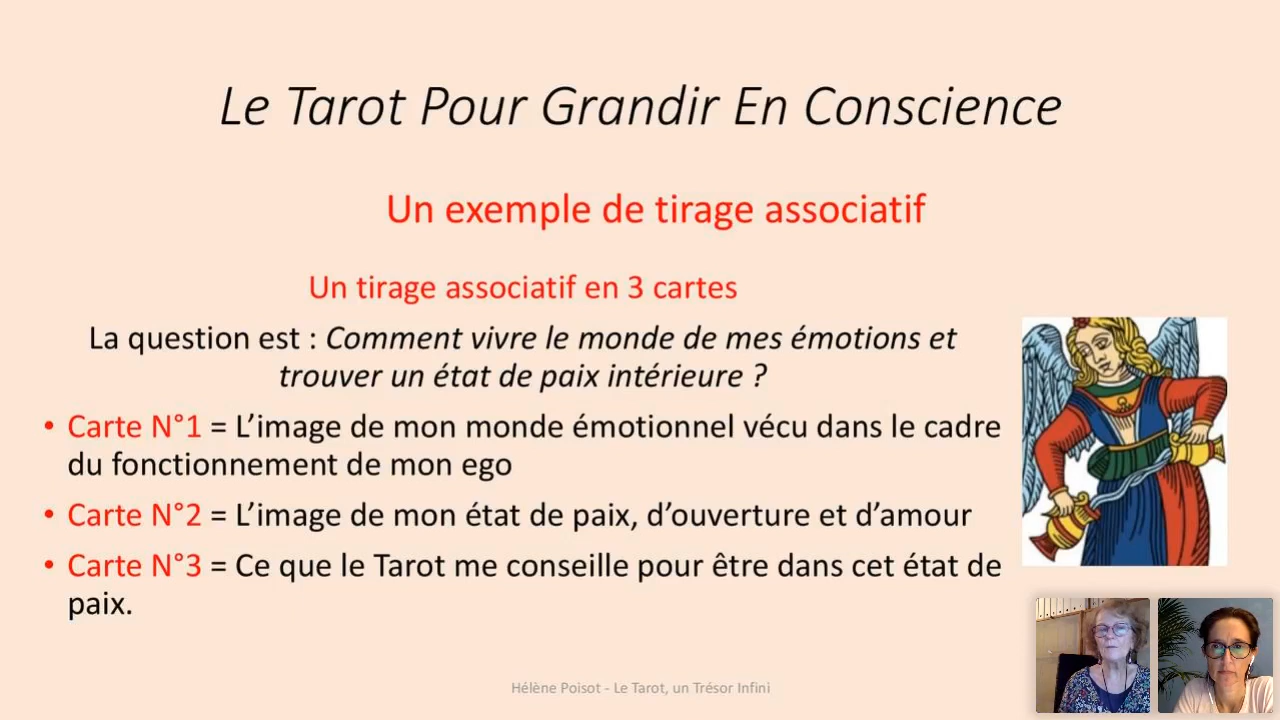 Le Tarot Pour Grandir En Conscience
Un exemple de tirage associatif
Un tirage associatif en 3 cartes
La question est : Comment vivre le monde de mes émotions et
trouver un état de paix intérieure ?
• Carte N°1 = L’image de mon monde émotionnel vécu dans le cadre
du fonctionnement de mon ego
• Carte N°2 = L’image de mon état de paix, d’ouverture et d’amour
• Carte N°3 = Ce que le Tarot me conseille pour être dans cet état de
paix.
Hélène Poisot - Le Tarot, un Trésor Infini